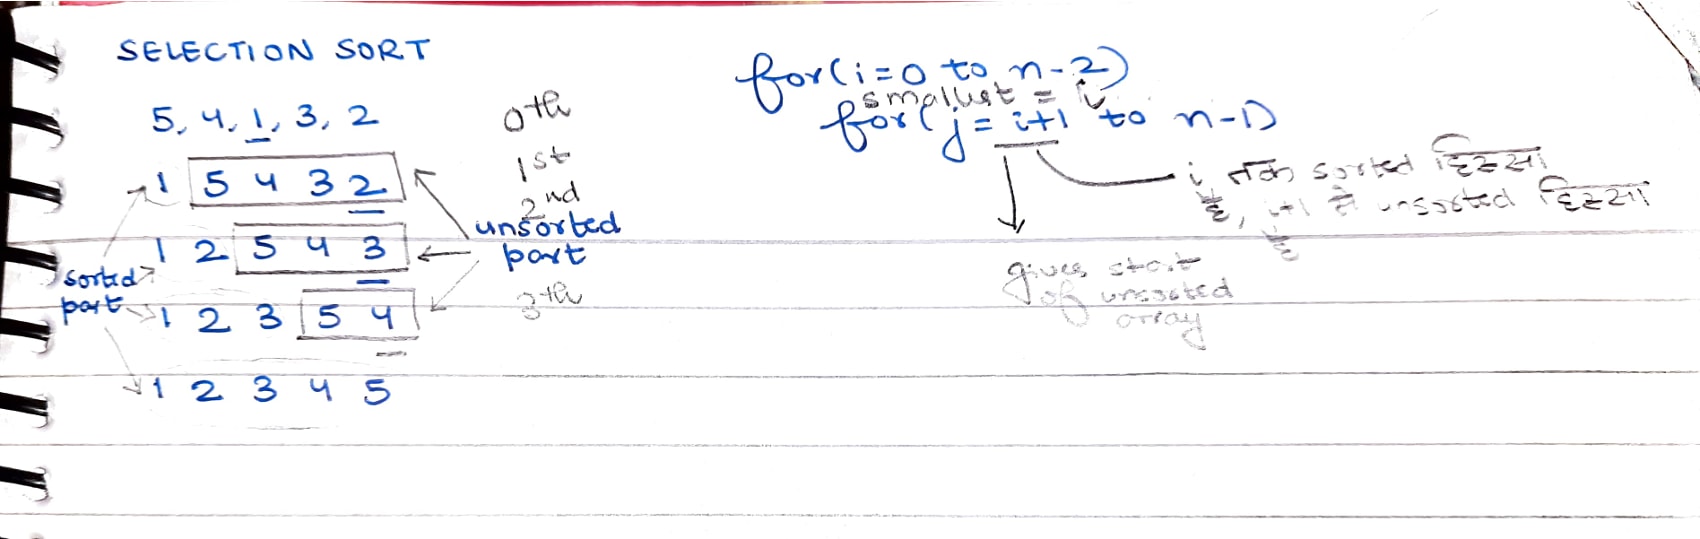 SELECTION SORT
5, 4, 1, 3, 2
1 5 4 3 2
1 2 5 4 3
1 2 3 5 4
1 2 3 4 5
sorted
part
0th
1st
2nd
unsorted
part
3th
for(i=0 to n-2)
smallest = i
for(j= i+1 to n-1)
i तक sorted हिस्सा
है, i+1 से unsorted हिस्सा
है
gives start
of unsorted
array